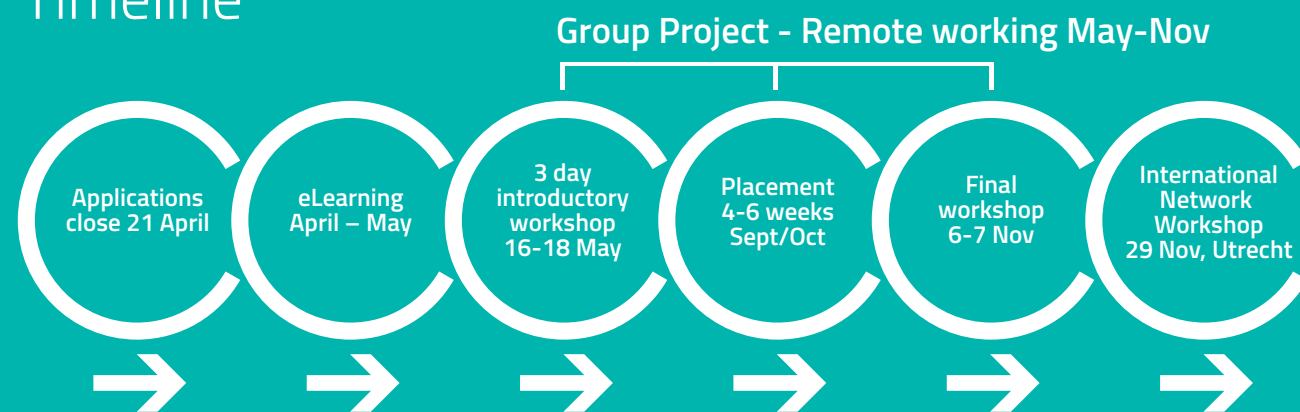 Timeline
Group Project - Remote working May-Nov
Applications
close 21 April
eLearning
April – May
3 day
introductory
workshop
16-18 May
Placement
4-6 weeks
Sept/Oct
Final
workshop
6-7 Nov
International
Network
Workshop
29 Nov, Utrecht